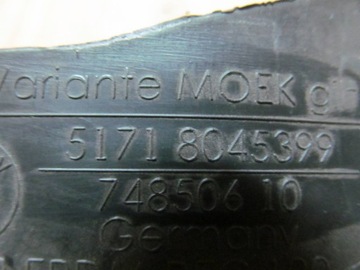 Variante MOEK
5171 8045399
748506 10
Germany